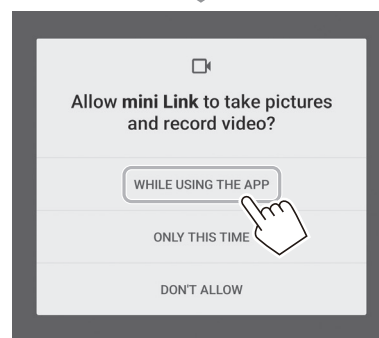 Allow mini Link to take pictures
and record video?
WHILE USING THE APP
ONLY THIS TIME
DON'T ALLOW